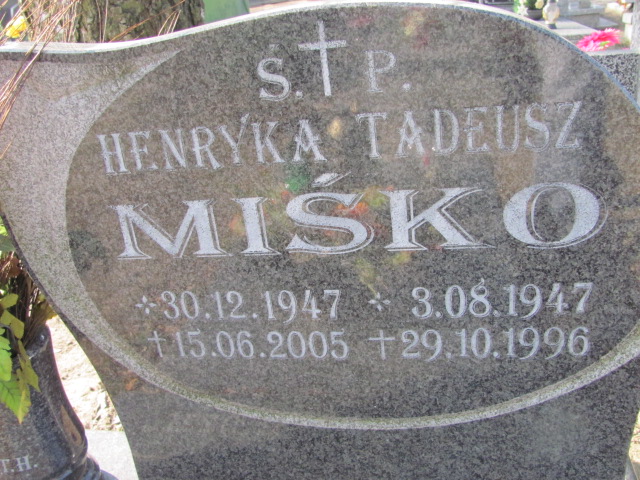 Ś. P.
HENRYKA TADEUSZ
MIŚKO
30.12.1947 3.08.1947
†15.06.2005 †29.10.1996
T.H.